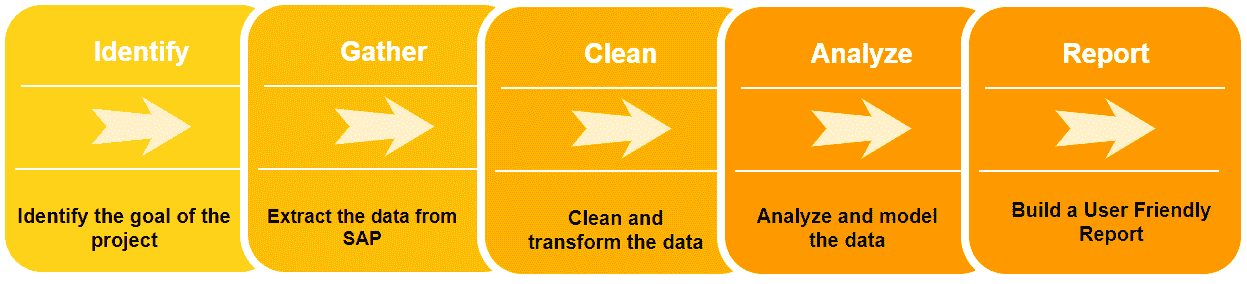 Identify
Identify the goal of the
project
Gather
Extract the data from
SAP
Clean
Clean and
transform the data
Analyze
Analyze and model
the data
Report
Build a User Friendly
Report